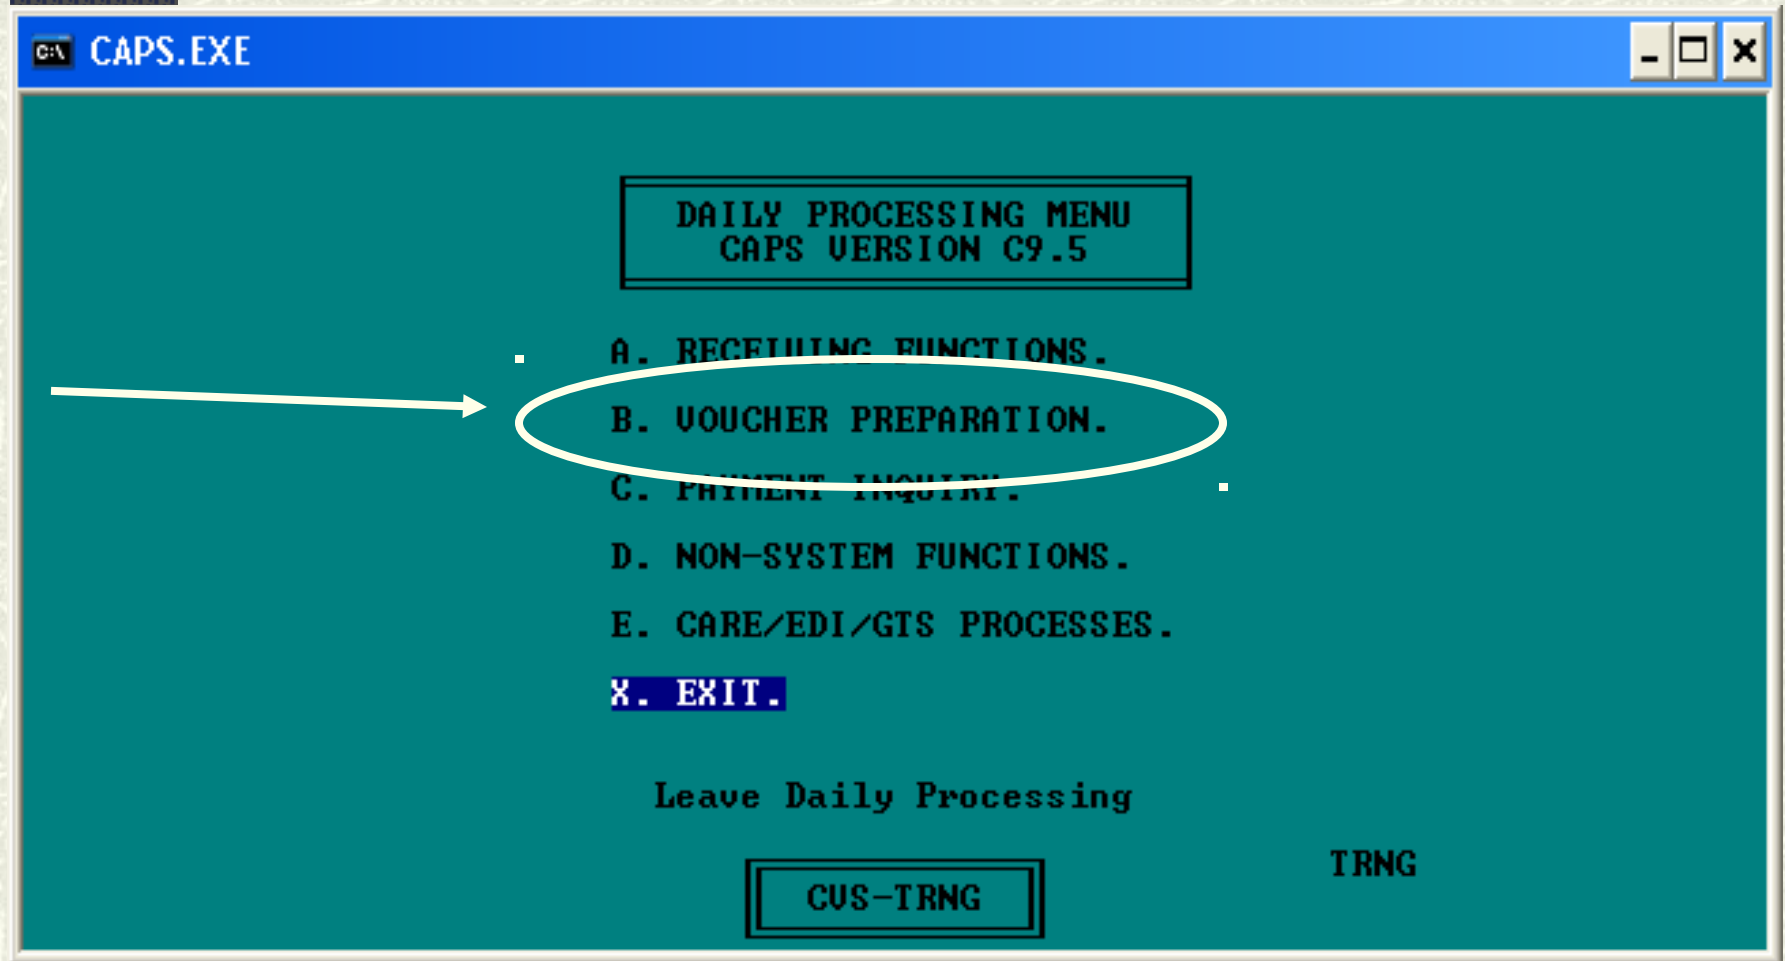 C:\ CAPS.EXE
DAILY PROCESSING MENU
CAPS VERSION C9.5
A. RECEIVING FUNCTIONS.
B. VOUCHER PREPARATION.
C. PAYMENT INQUIRY.
D. NON-SYSTEM FUNCTIONS.
E. CARE/EDI/GTS PROCESSES.
X. EXIT.
Leave Daily Processing
TRNG
CVS-TRNG